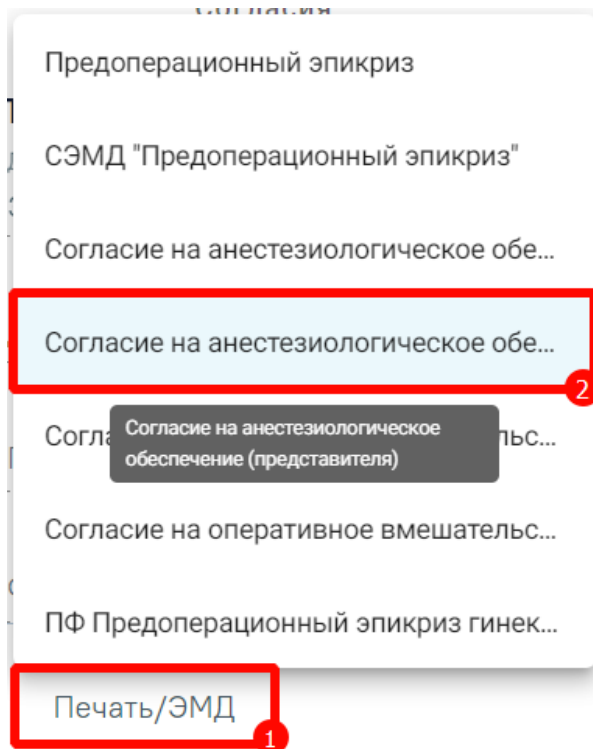 Согласия
Предоперационный эпикриз
СЭМД "Предоперационный эпикриз"
Согласие на анестезиологическое обе...
Согласие на анестезиологическое обе...
2
Согласие на анестезиологическое
обеспечение (представителя)
Согласие на оперативное вмешательс...
ПФ Предоперационный эпикриз гинек...
Печать/ЭМД
1